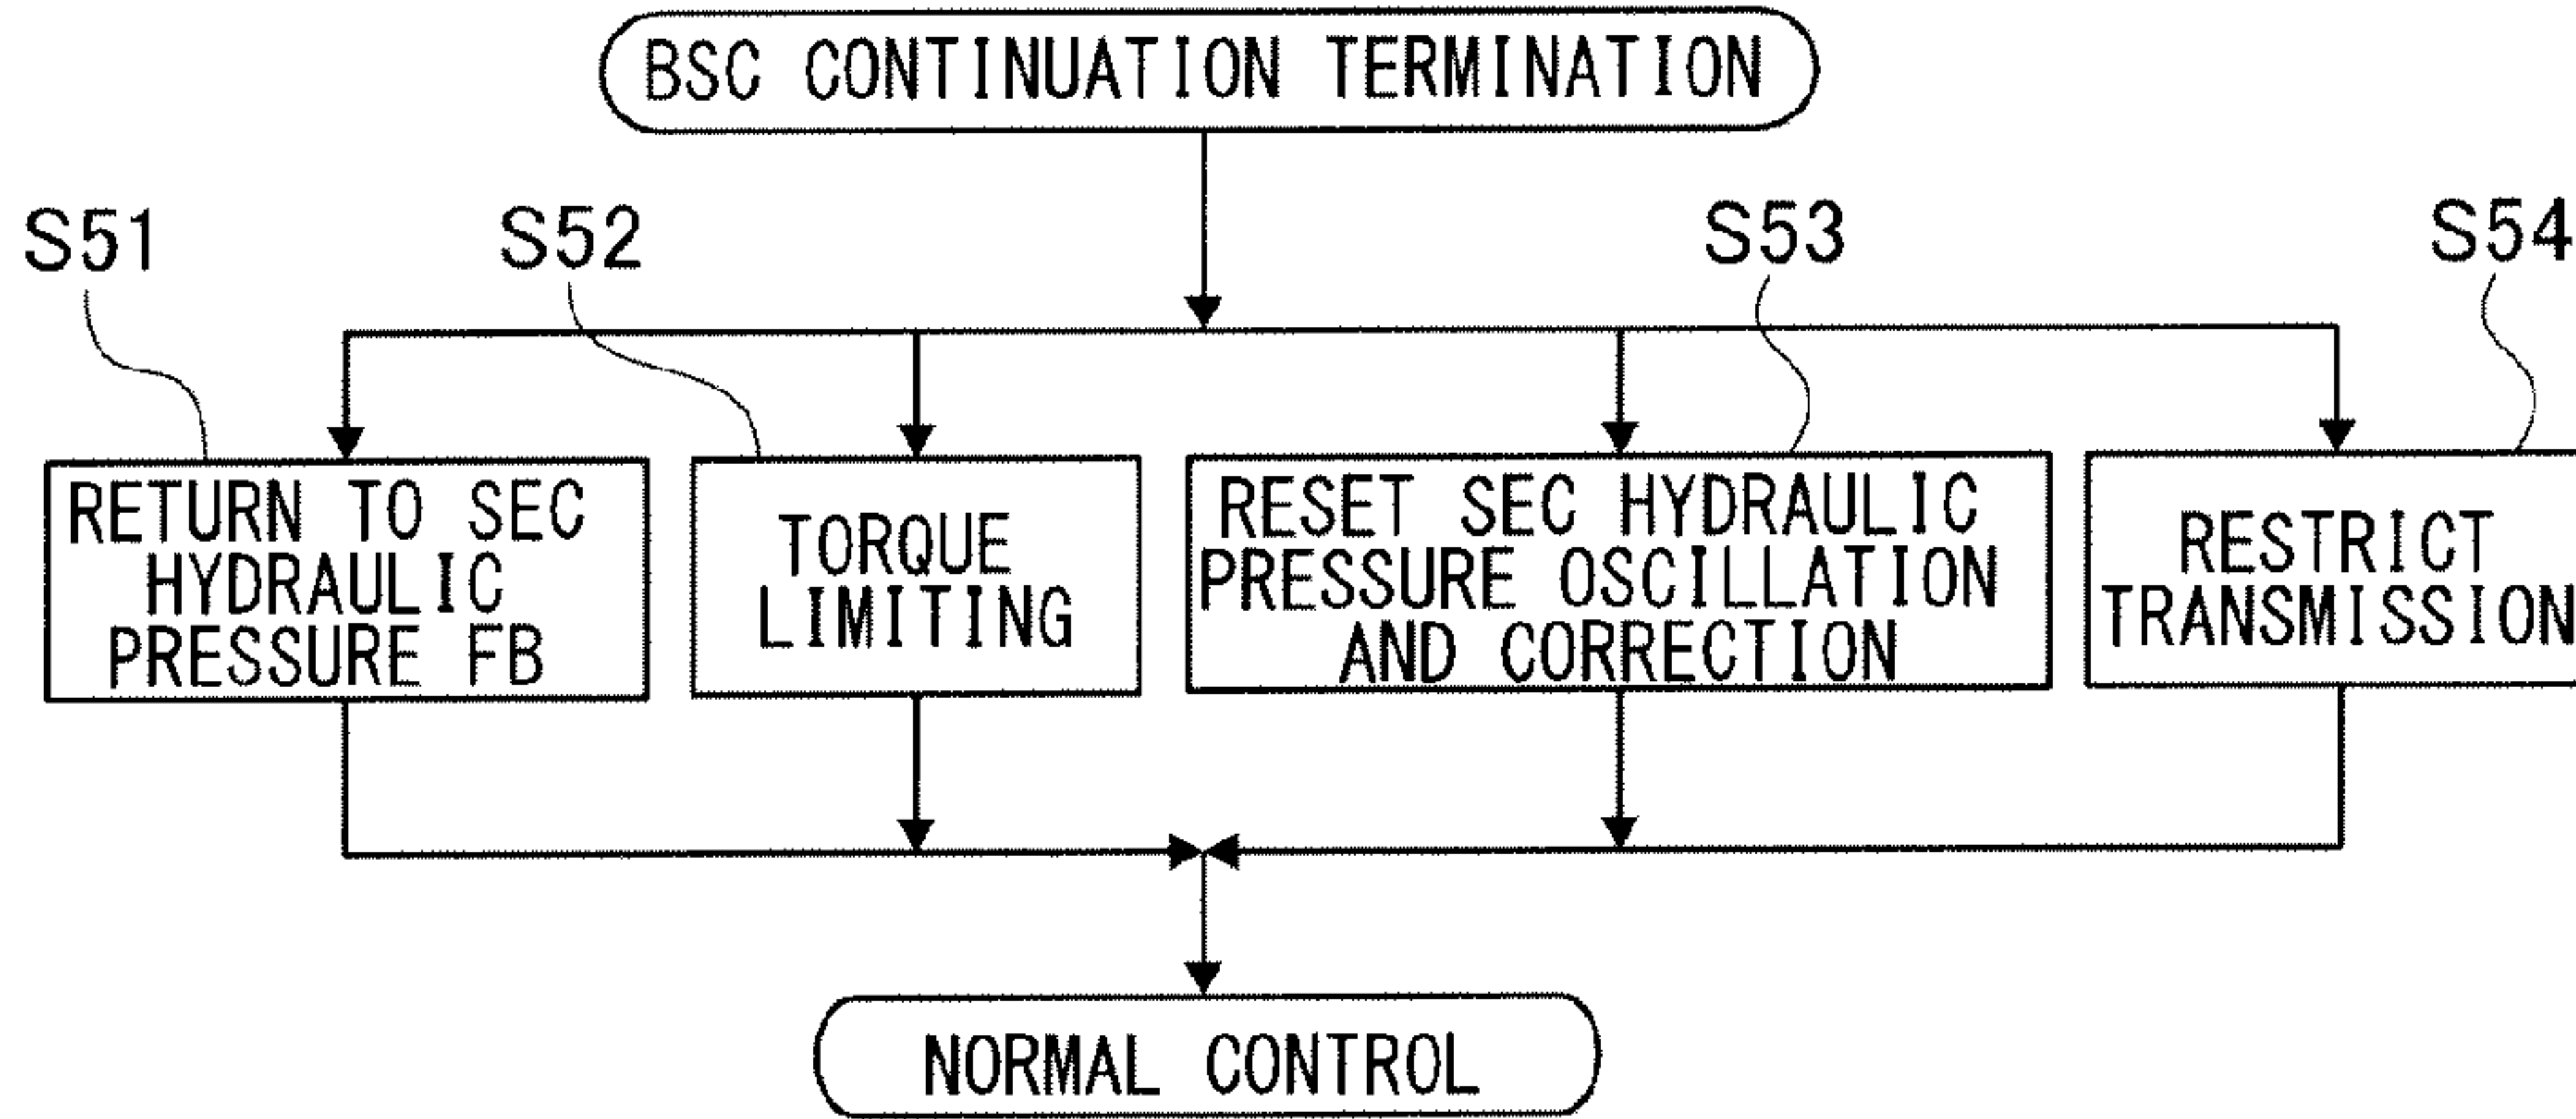 BSC CONTINUATION TERMINATION
S51
S52
S53
S54
RETURN TO SEC
HYDRAULIC
PRESSURE FB
TORQUE
LIMITING
RESET SEC HYDRAULIC
PRESSURE OSCILLATION
AND CORRECTION
RESTRICT
TRANSMISSION
NORMAL CONTROL